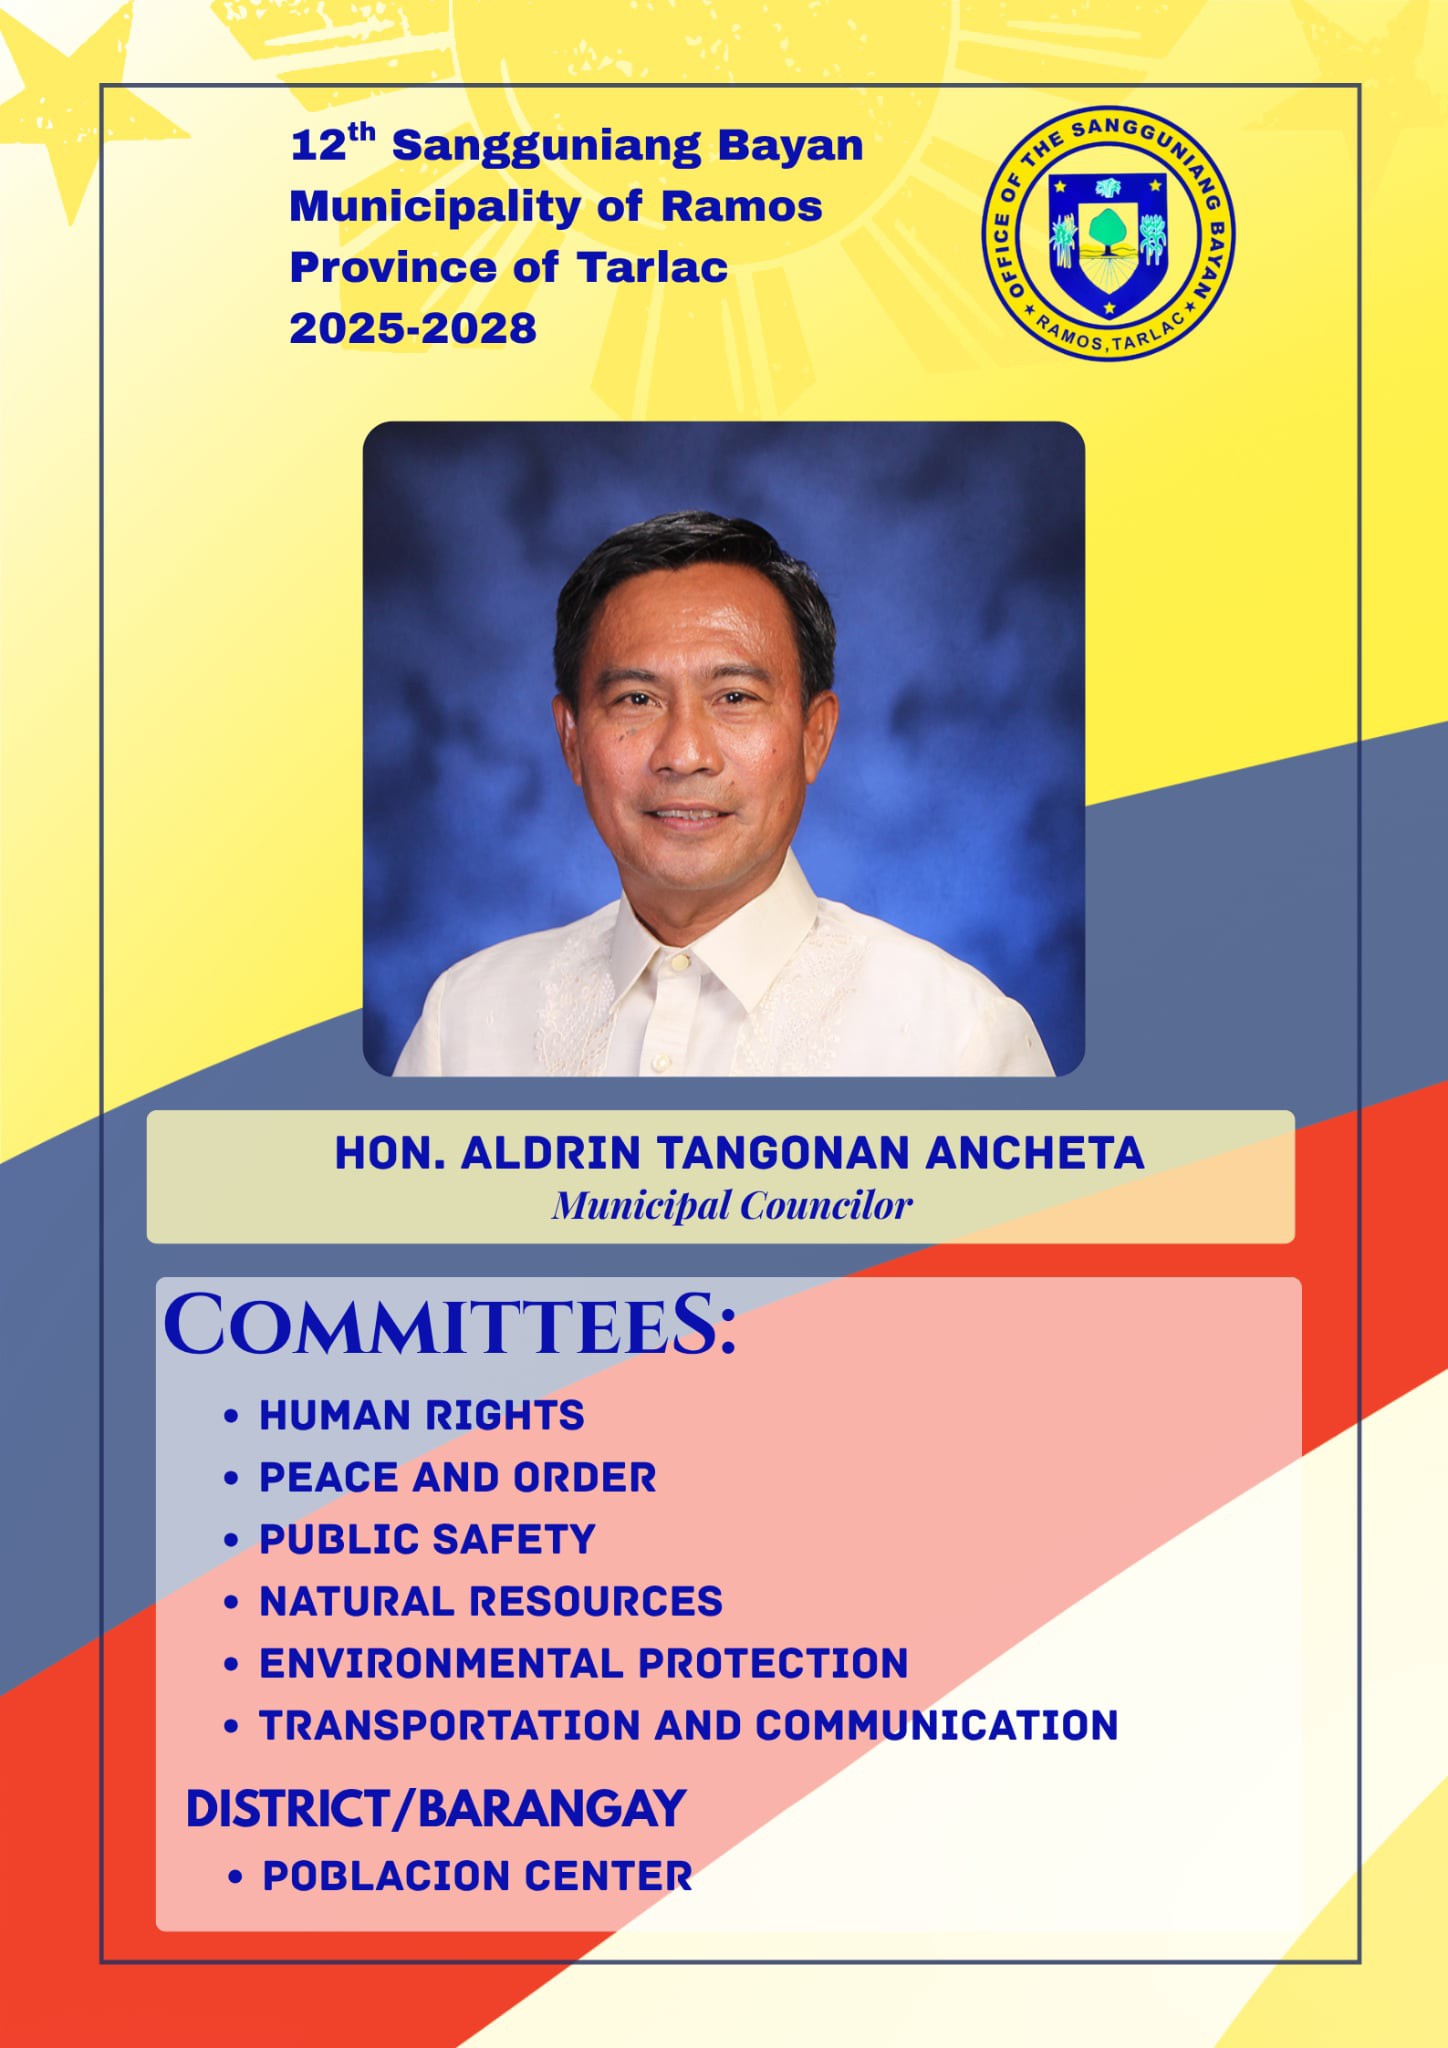 12th Sangguniang Bayan
Municipality of Ramos
Province of Tarlac
2025-2028
OFFICE OF THE SANGGUNIANG BAYAN
RAMOS, TARLAC
HON. ALDRIN TANGONAN ANCHETA
Municipal Councilor
COMMITTEES:
• HUMAN RIGHTS
• PEACE AND ORDER
• PUBLIC SAFETY
• NATURAL RESOURCES
• ENVIRONMENTAL PROTECTION
• TRANSPORTATION AND COMMUNICATION
DISTRICT/BARANGAY
• POBLACION CENTER